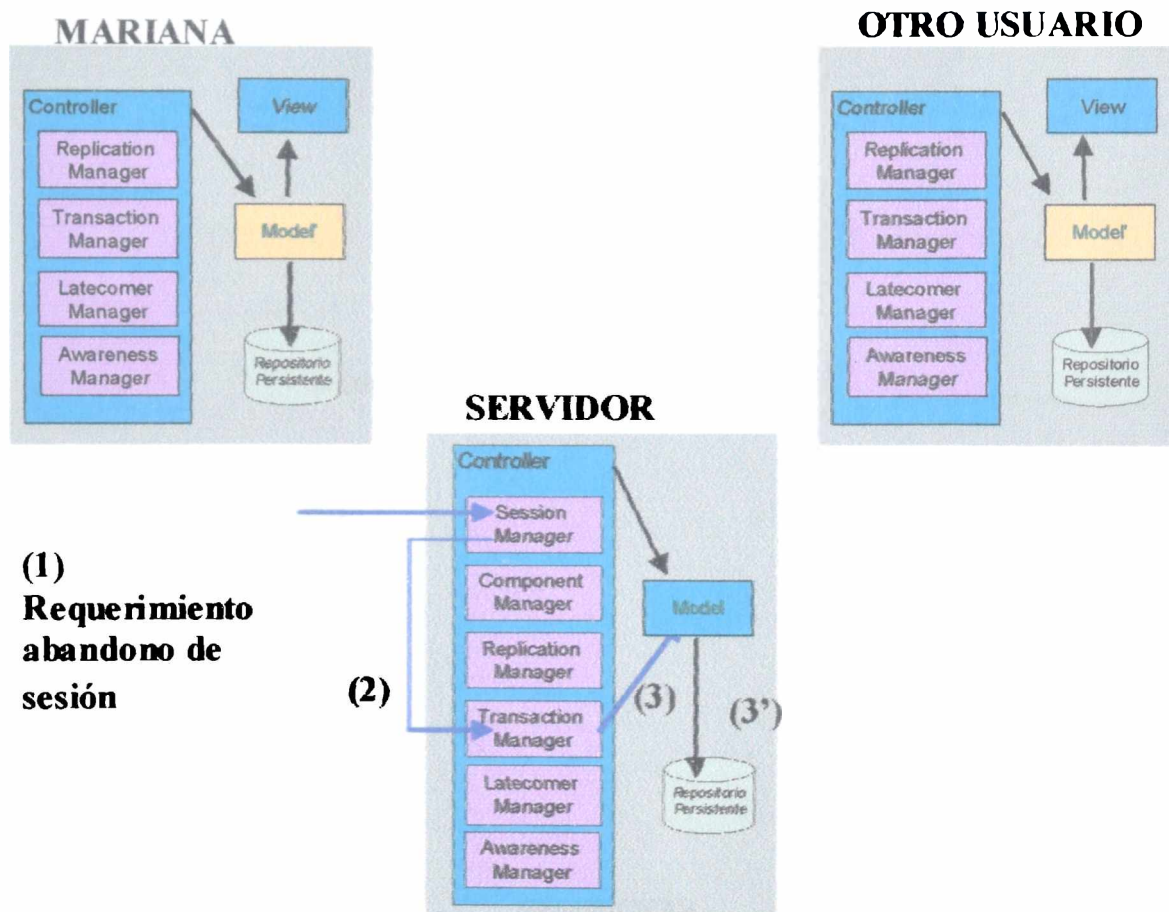 MARIANA
Controller
Replication
Manager
Transaction
Manager
Latecomer
Manager
Awareness
Manager
View
Model'
Repositorio
Persistente
OTRO USUARIO
Controller
Replication
Manager
Transaction
Manager
Latecomer
Manager
Awareness
Manager
View
Model'
Repositorio
Persistente
SERVIDOR
Controller
Session
Manager
Component
Manager
Replication
Manager
Transaction
Manager
Latecomer
Manager
Awareness
Manager
Model
Repositorio
Persistente
(1)
Requerimiento
abandono de
sesión
(2)
(3)
(3')